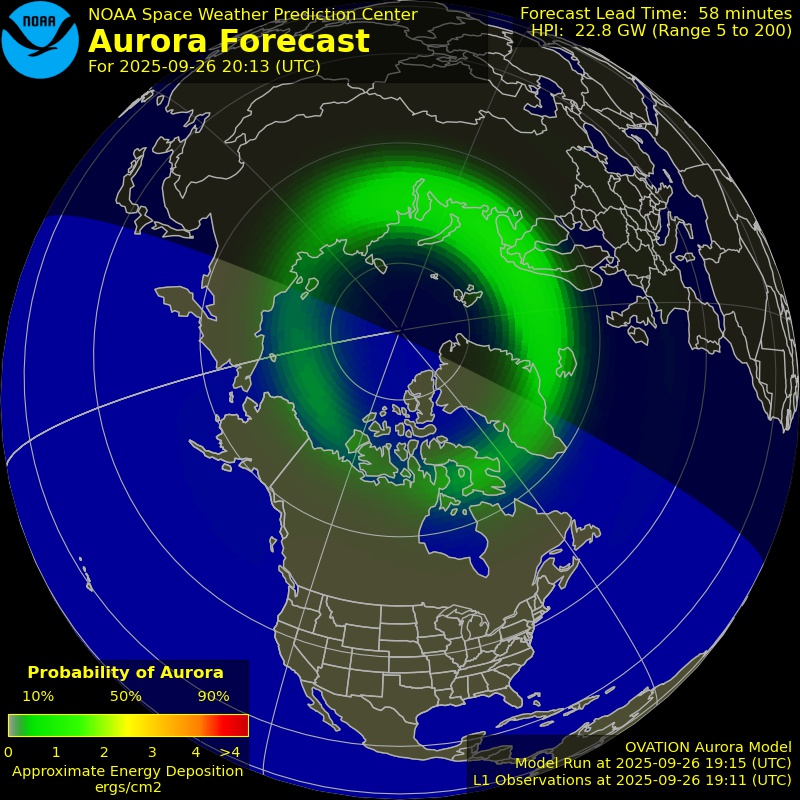 NOAA
NOAA Space Weather Prediction Center
Aurora Forecast
For 2025-09-26 20:13 (UTC)
Forecast Lead Time: 58 minutes
HPI: 22.8 GW (Range 5 to 200)
Probability of Aurora
10% 50% 90%
0 1 2 3 4 >4
Approximate Energy Deposition
ergs/cm2
OVATION Aurora Model
Model Run at 2025-09-26 19:15 (UTC)
L1 Observations at 2025-09-26 19:11 (UTC)